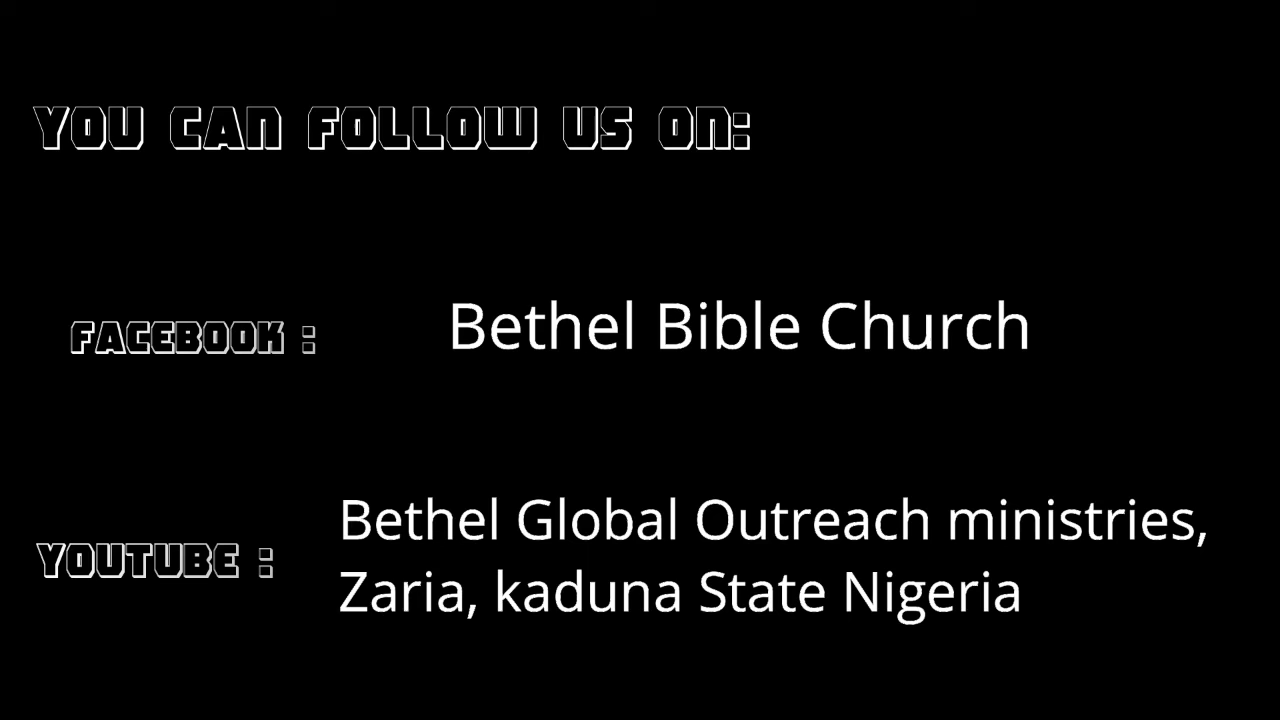 YOU CAN FOLLOW US ON:
FACEBOOK : Bethel Bible Church
YOUTUBE : Bethel Global Outreach ministries,
Zaria, kaduna State Nigeria